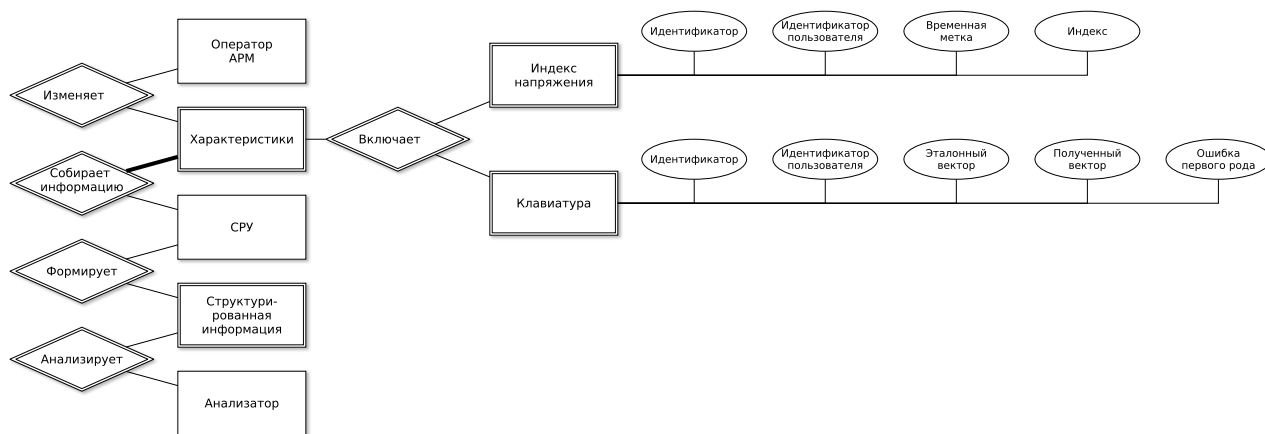 Оператор
АРМ
Изменяет
Характеристики
Собирает
информацию
СРУ
Формирует
Структури-
рованная
информация
Анализирует
Анализатор
Включает
Индекс
напряжения
Идентификатор
Идентификатор
пользователя
Временная
метка
Индекс
Клавиатура
Идентификатор
Идентификатор
пользователя
Эталонный
вектор
Полученный
вектор
Ошибка
первого рода